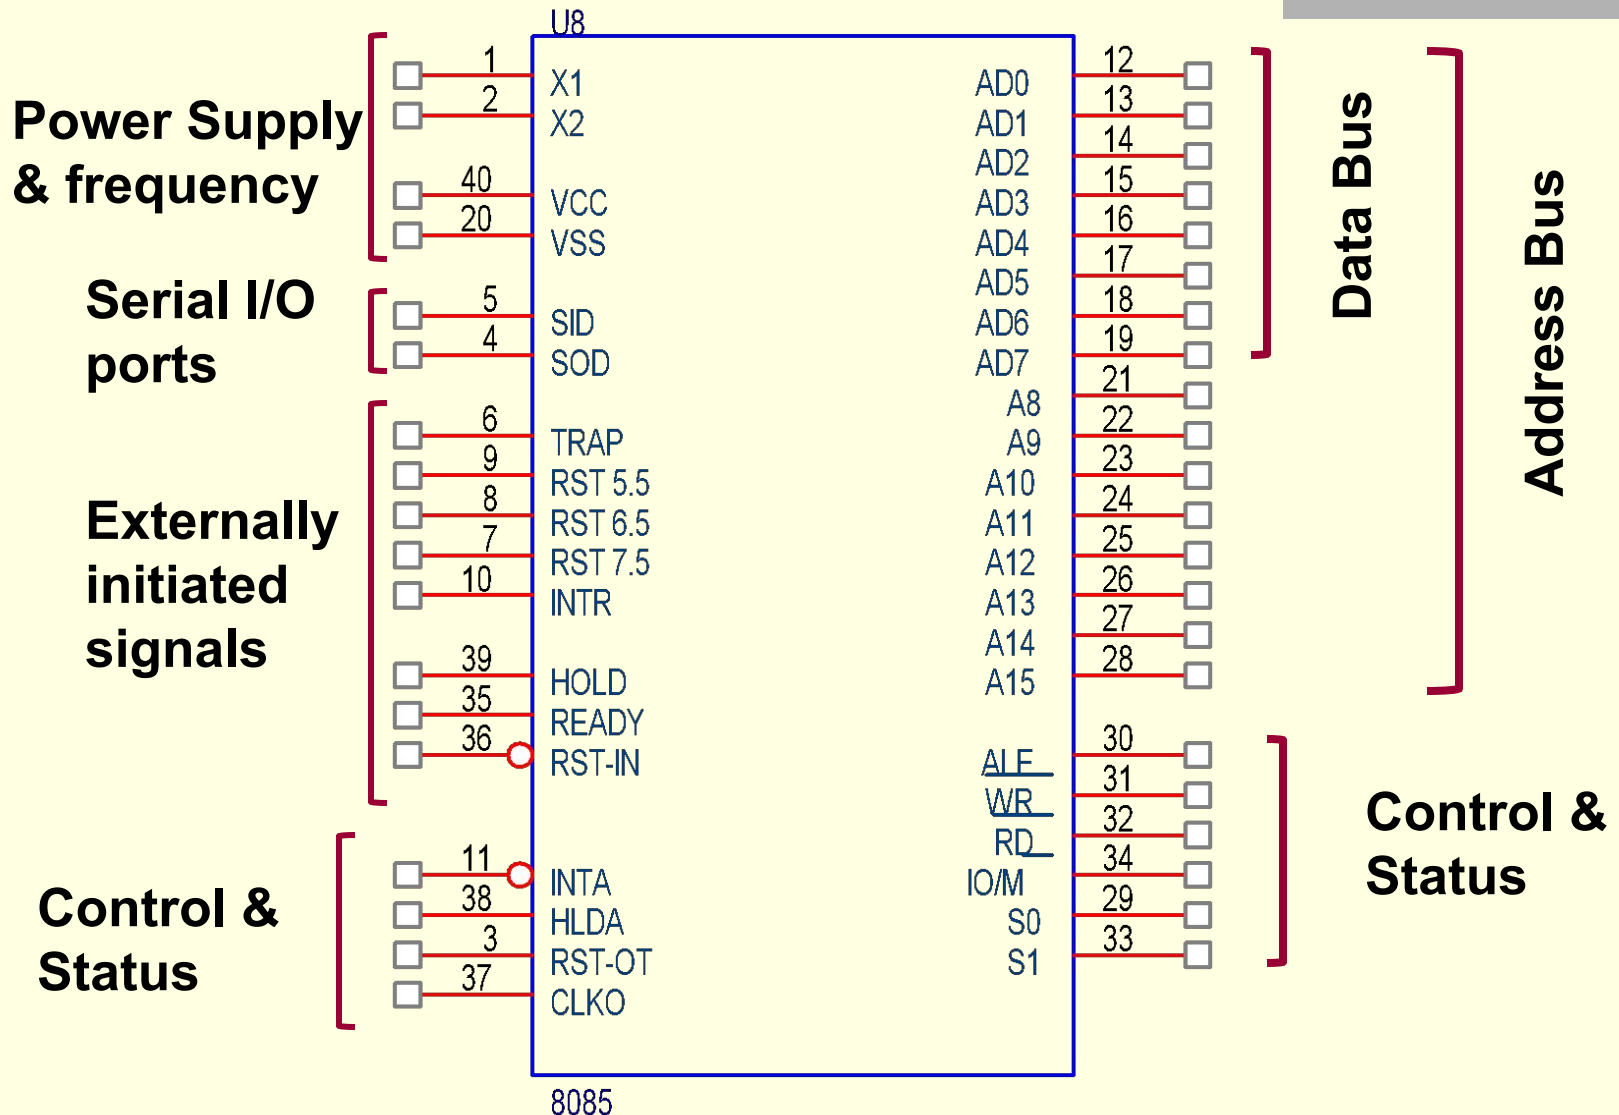 U8
Power Supply
& frequency
1 X1
2 X2
40 VCC
20 VSS
Serial I/O
ports
5 SID
4 SOD
Externally
initiated
signals
6 TRAP
9 RST 5.5
8 RST 6.5
7 RST 7.5
10 INTR
39 HOLD
35 READY
36 RST-IN
Control &
Status
11 INTA
38 HLDA
3 RST-OT
37 CLKO
AD0 12
AD1 13
AD2 14
AD3 15
AD4 16
AD5 17
AD6 18
AD7 19
A8 21
A9 22
A10 23
A11 24
A12 25
A13 26
A14 27
A15 28
Data Bus
Address Bus
ALE 30
WR 31
RD 32
IO/M 34
S0 29
S1 33
Control &
Status
8085